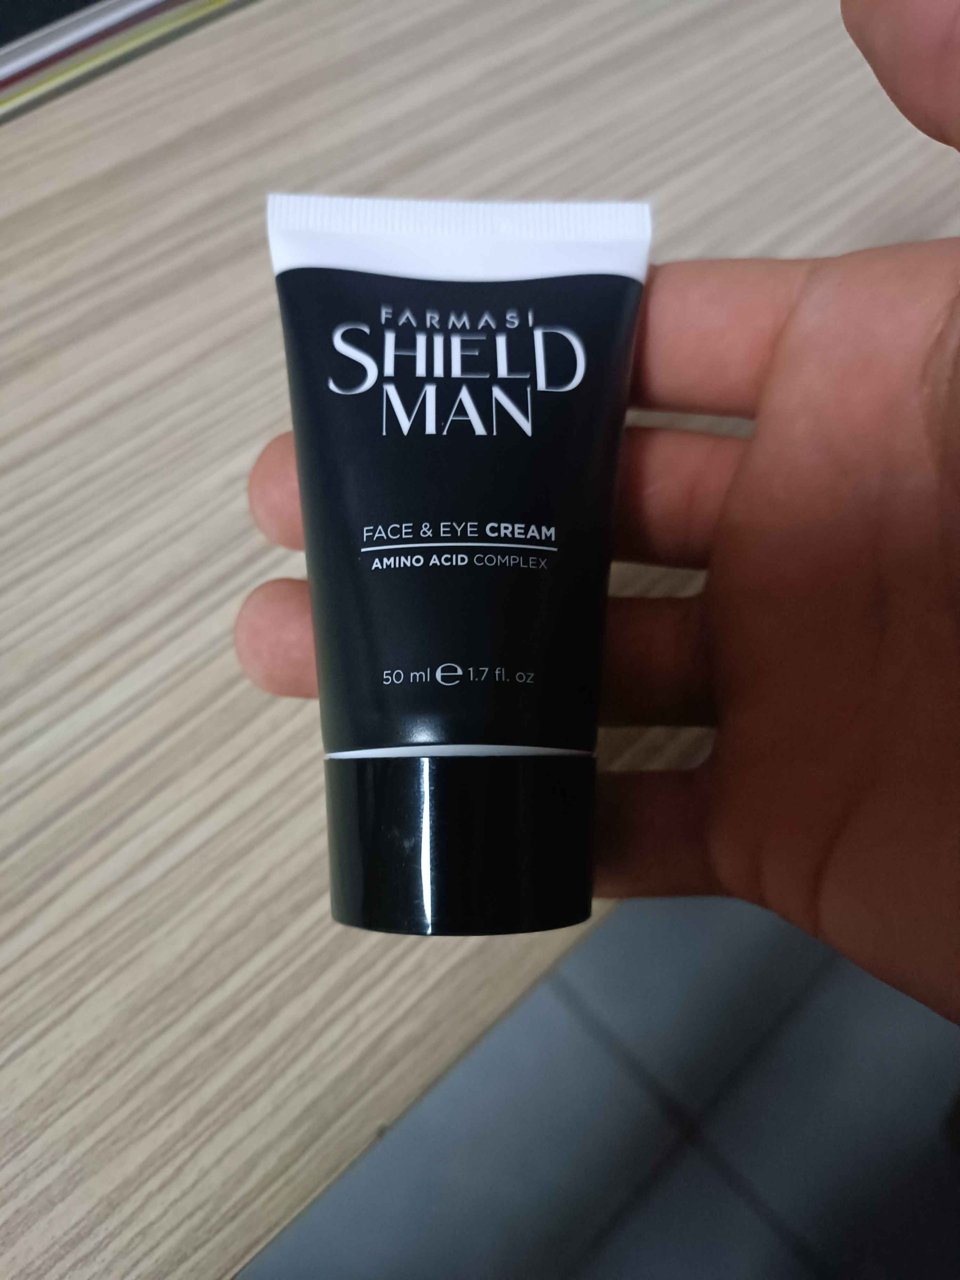 FARMASI
SHIELD
MAN
FACE & EYE CREAM
AMINO ACID COMPLEX
50 ml ℮ 1.7 fl. oz